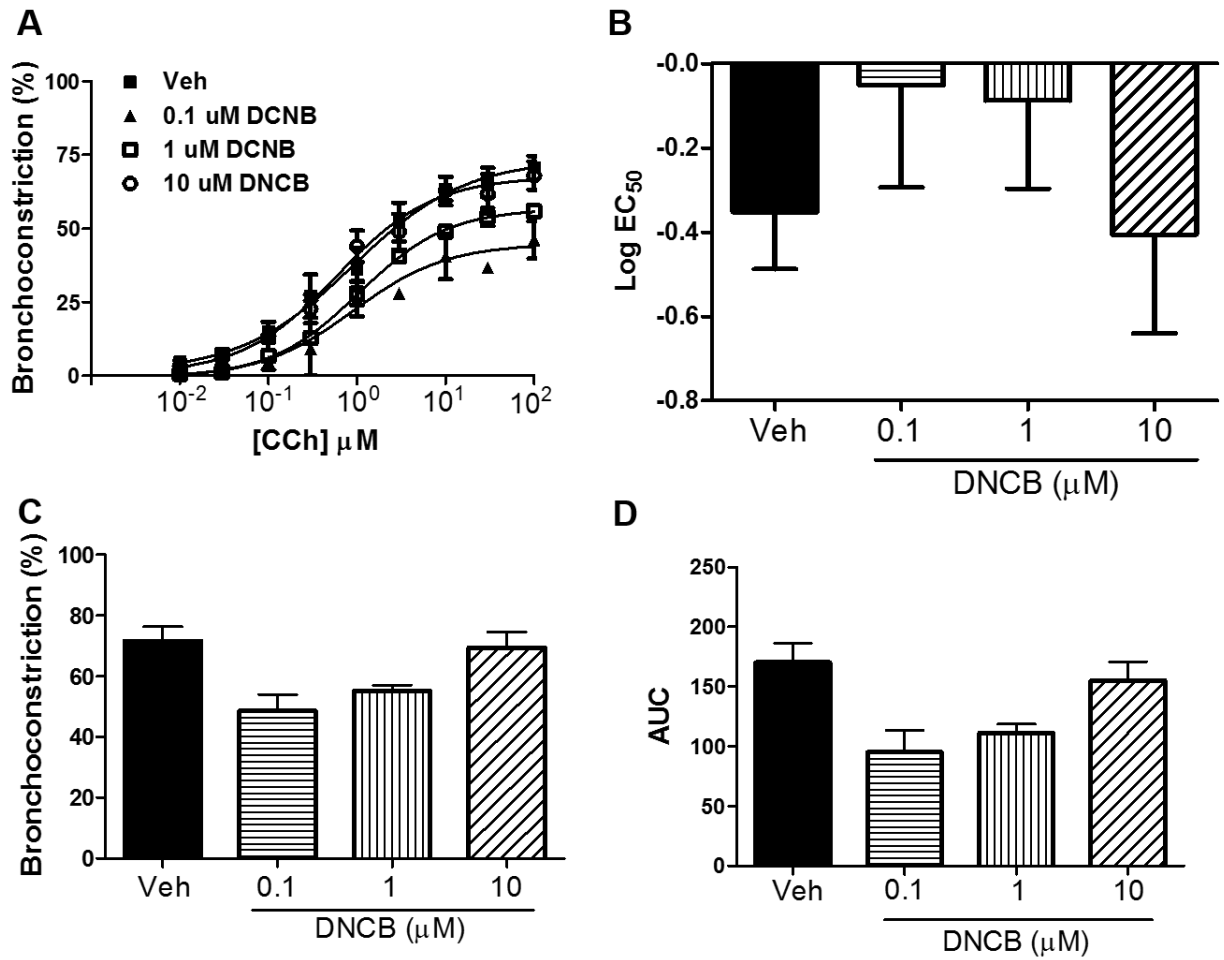 A
Bronchoconstriction (%)
100
75
50
25
0
Veh
0.1 uM DCNB
1 uM DCNB
10 uM DNCB
10-2 10-1 100 101 102
[CCh] μM
B
Log EC50
-0.0
-0.2
-0.4
-0.6
-0.8
Veh 0.1 1 10
DNCB (μM)
C
Bronchoconstriction (%)
100
80
60
40
20
0
Veh 0.1 1 10
DNCB (μM)
D
AUC
250
200
150
100
50
0
Veh 0.1 1 10
DNCB (μM)